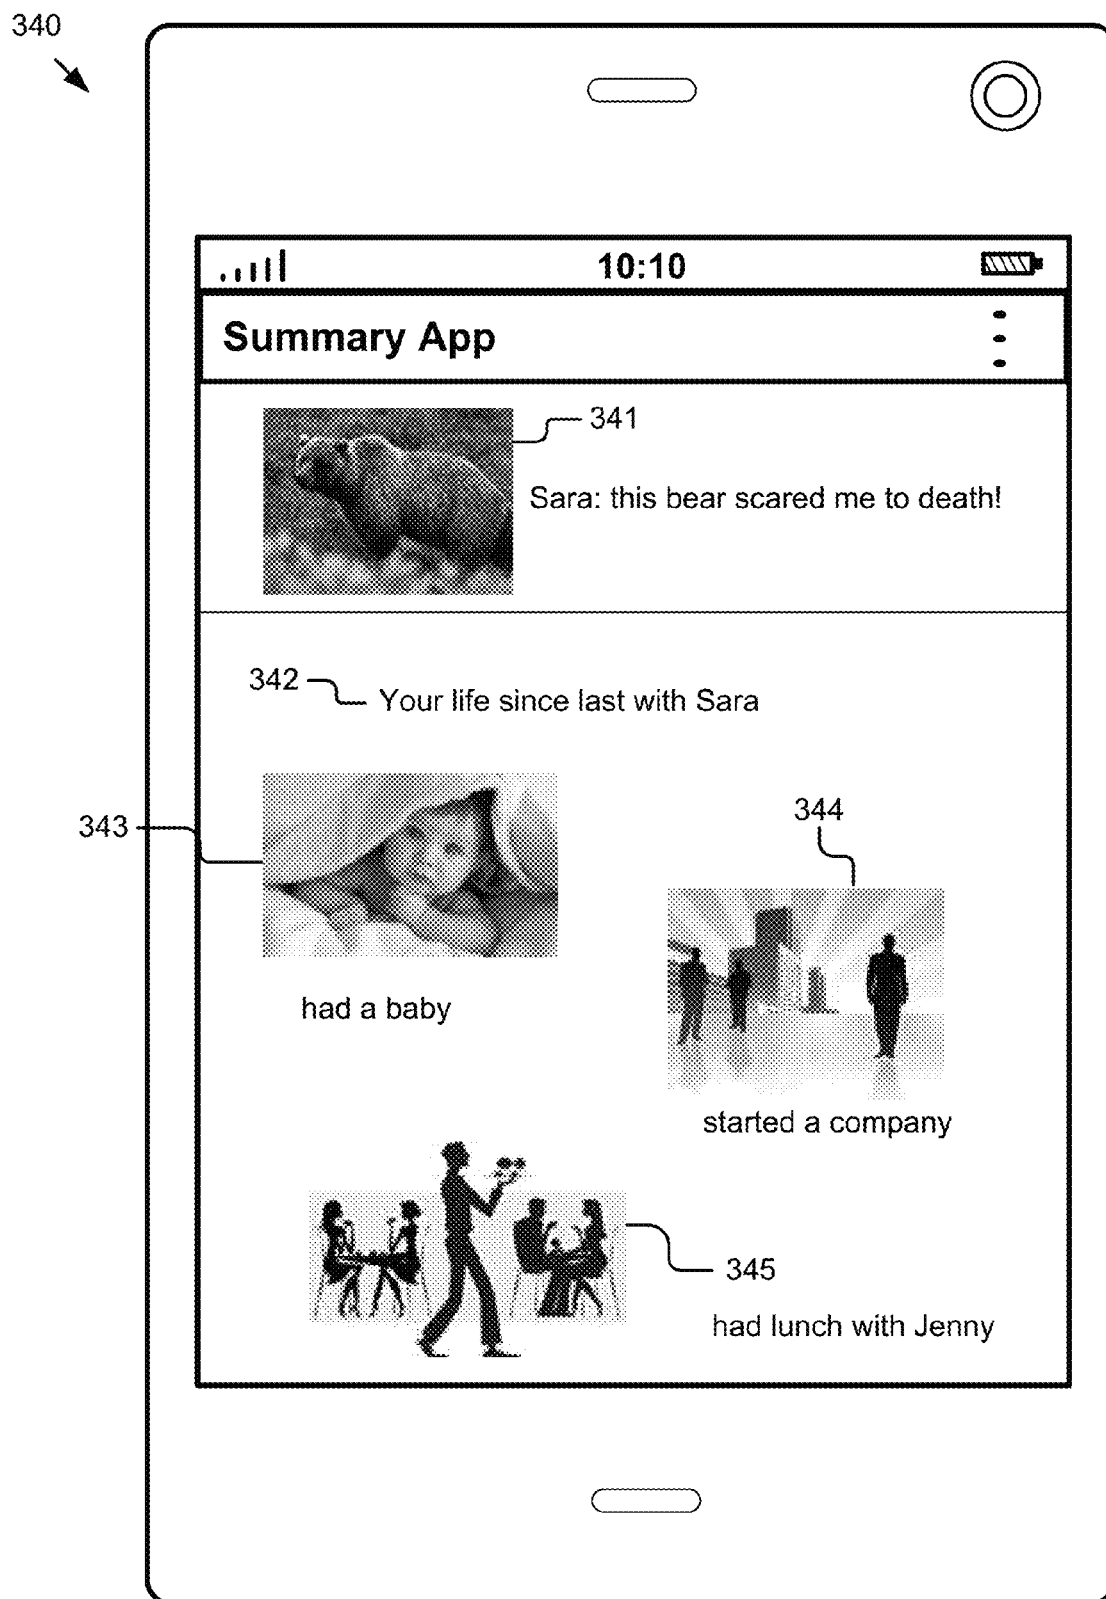 340
10:10
Summary App
341
Sara: this bear scared me to death!
342
Your life since last with Sara
343
344
had a baby
started a company
345
had lunch with Jenny